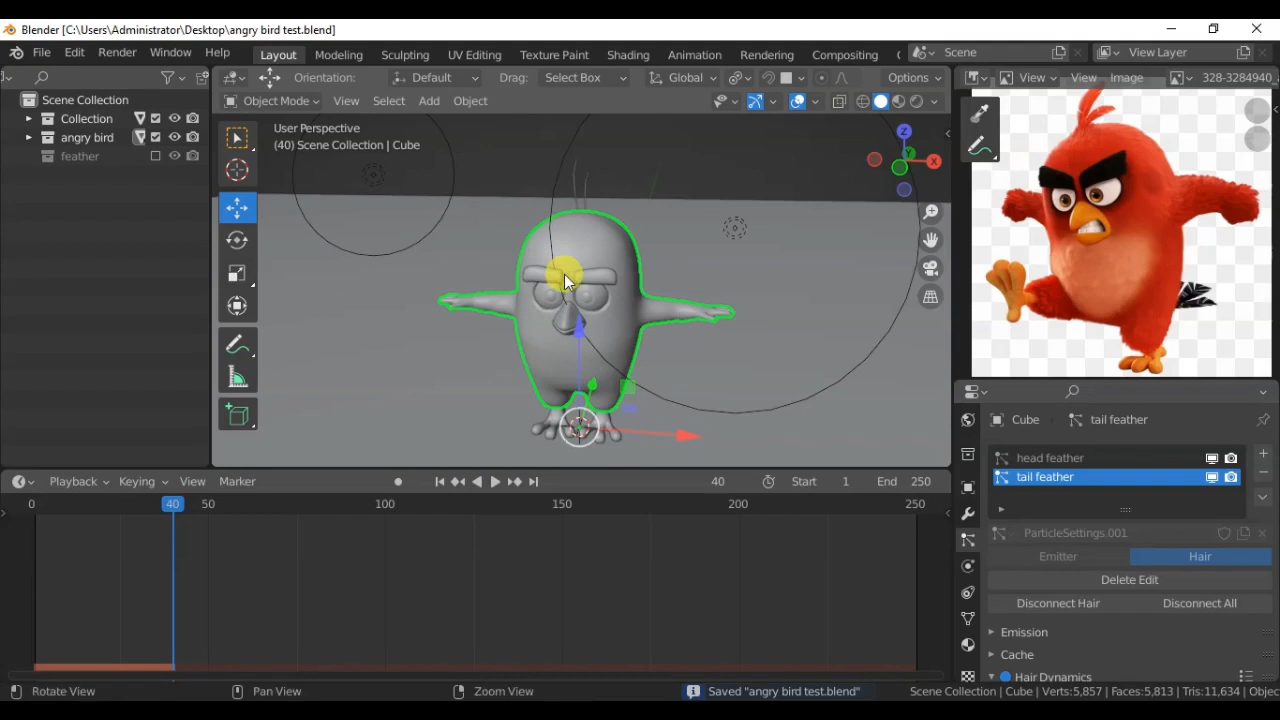 Blender [C:\Users\Administrator\Desktop\angry bird test.blend]
File Edit Render Window Help
Layout Modeling Sculpting UV Editing Texture Paint Shading Animation Rendering Compositing
Scene
View Layer
Orientation: Default Drag: Select Box Global Options
Object Mode View Select Add Object
View View Image 328-3284940_
Scene Collection
Collection
angry bird
feather
User Perspective
(40) Scene Collection | Cube
Z
Y
X
Cube tail feather
head feather
tail feather
ParticleSettings.001
Emitter Hair
Delete Edit
Disconnect Hair Disconnect All
Emission
Cache
Hair Dynamics
Playback Keying View Marker 40 Start 1 End 250
0 40 50 100 150 200 250
Rotate View Pan View Zoom View Saved "angry bird test.blend" Scene Collection | Cube | Verts:5,857 | Faces:5,813 | Tris:11,634 | Objec